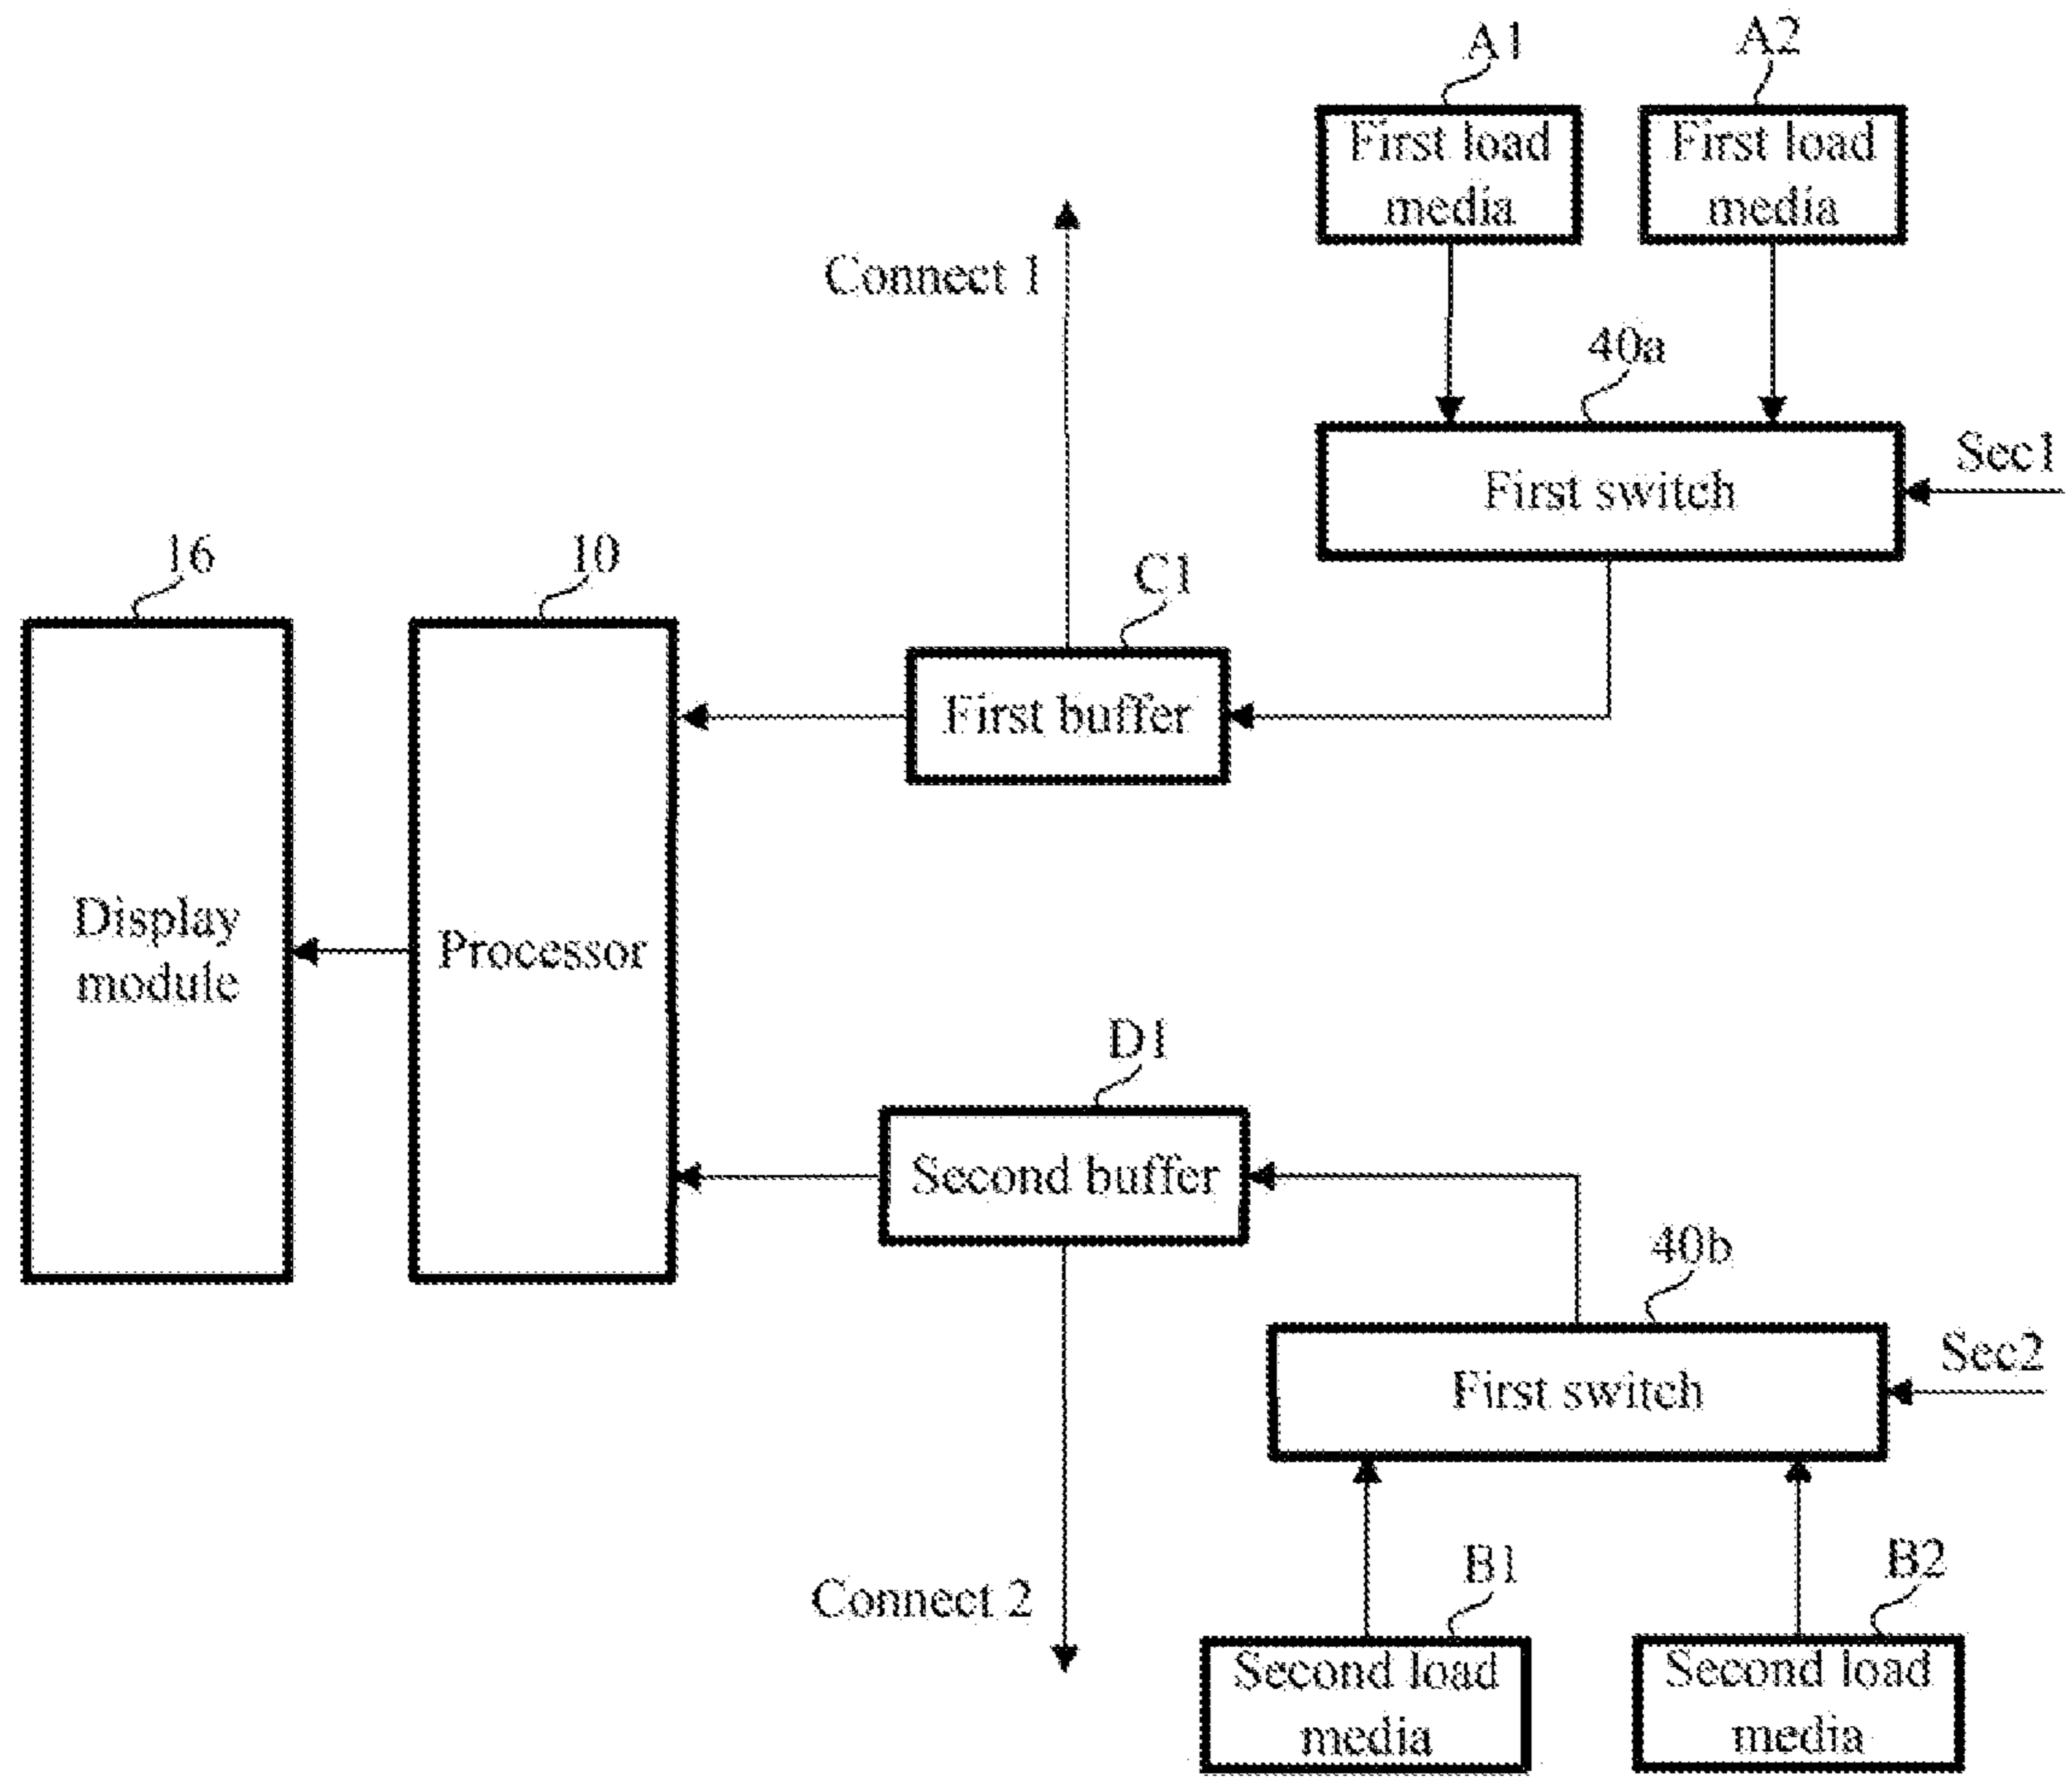 A1
A2
First load
media
First load
media
Connect 1
40a
Sec1
First switch
16
10
C1
First buffer
Display
module
Processor
D1
Second buffer
40b
Sec2
First switch
Connect 2
B1
B2
Second load
media
Second load
media